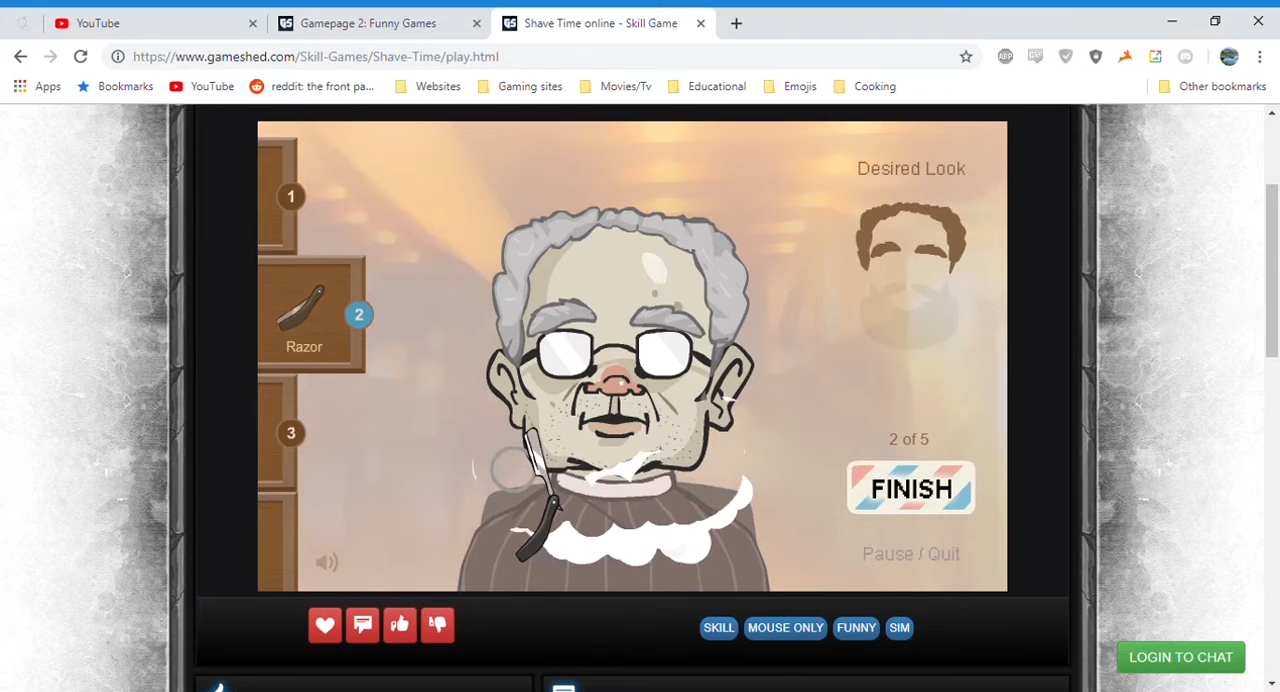 YouTube
Gamepage 2: Funny Games
Shave Time online - Skill Game
https://www.gameshed.com/Skill-Games/Shave-Time/play.html
ABP
Apps
Bookmarks
YouTube
reddit: the front pa...
Websites
Gaming sites
Movies/Tv
Educational
Emojis
Cooking
Other bookmarks
Desired Look
1
2
Razor
3
2 of 5
FINISH
Pause / Quit
SKILL
MOUSE ONLY
FUNNY
SIM
LOGIN TO CHAT